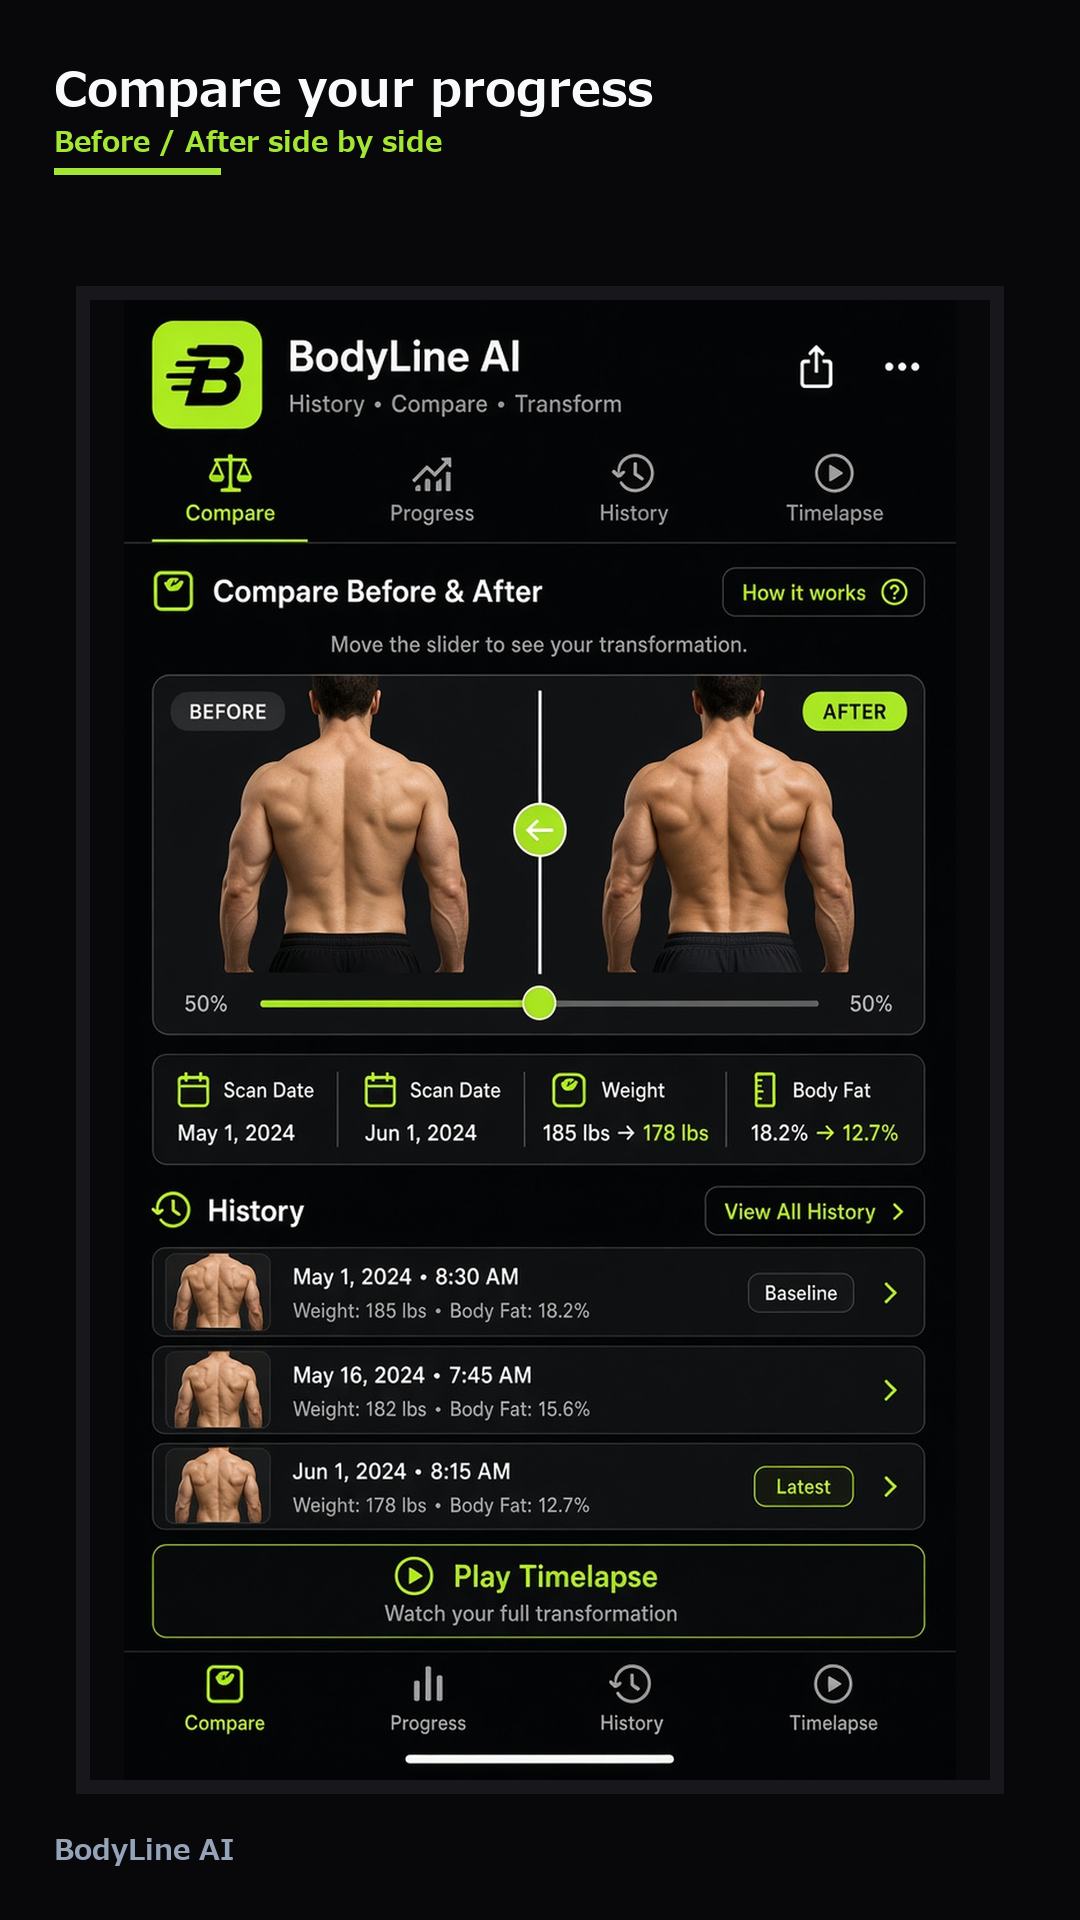 Compare your progress
Before / After side by side
BodyLine AI
History • Compare • Transform
Compare
Progress
History
Timelapse
Compare Before & After
How it works ?
Move the slider to see your transformation.
BEFORE
AFTER
50%
50%
Scan Date
May 1, 2024
Scan Date
Jun 1, 2024
Weight
185 lbs → 178 lbs
Body Fat
18.2% → 12.7%
History
View All History
May 1, 2024 • 8:30 AM
Weight: 185 lbs • Body Fat: 18.2%
Baseline
May 16, 2024 • 7:45 AM
Weight: 182 lbs • Body Fat: 15.6%
Jun 1, 2024 • 8:15 AM
Weight: 178 lbs • Body Fat: 12.7%
Latest
Play Timelapse
Watch your full transformation
Compare
Progress
History
Timelapse
BodyLine AI